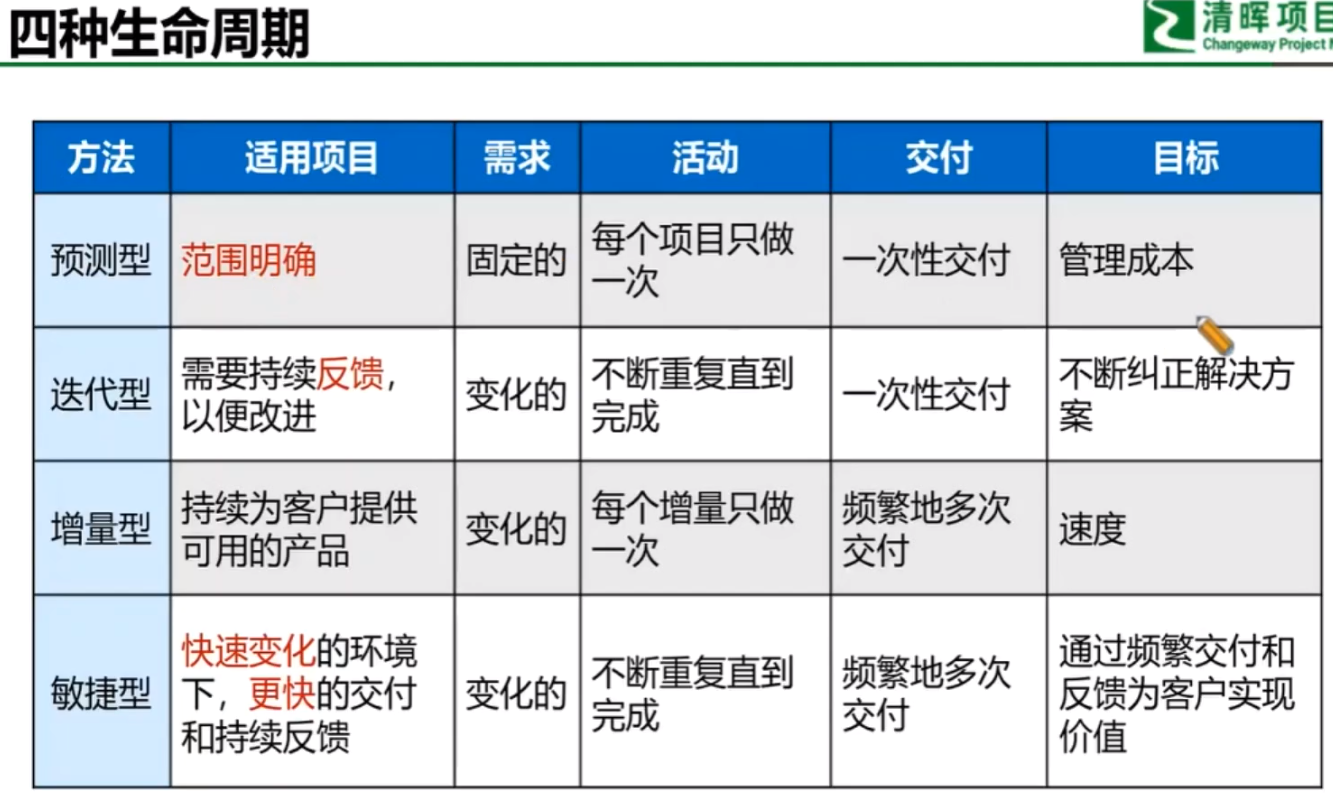 四种生命周期
清晖项目
Changeway Project
方法
适用项目
需求
活动
交付
目标
预测型
范围明确
固定的
每个项目只做
一次
一次性交付
管理成本
迭代型
需要持续反馈，
以便改进
变化的
不断重复直到
完成
一次性交付
不断纠正解决方
案
增量型
持续为客户提供
可用的产品
变化的
每个增量只做
一次
频繁地多次
交付
速度
敏捷型
快速变化的环境
下，更快的交付
和持续反馈
变化的
不断重复直到
完成
频繁地多次
交付
通过频繁交付和
反馈为客户实现
价值